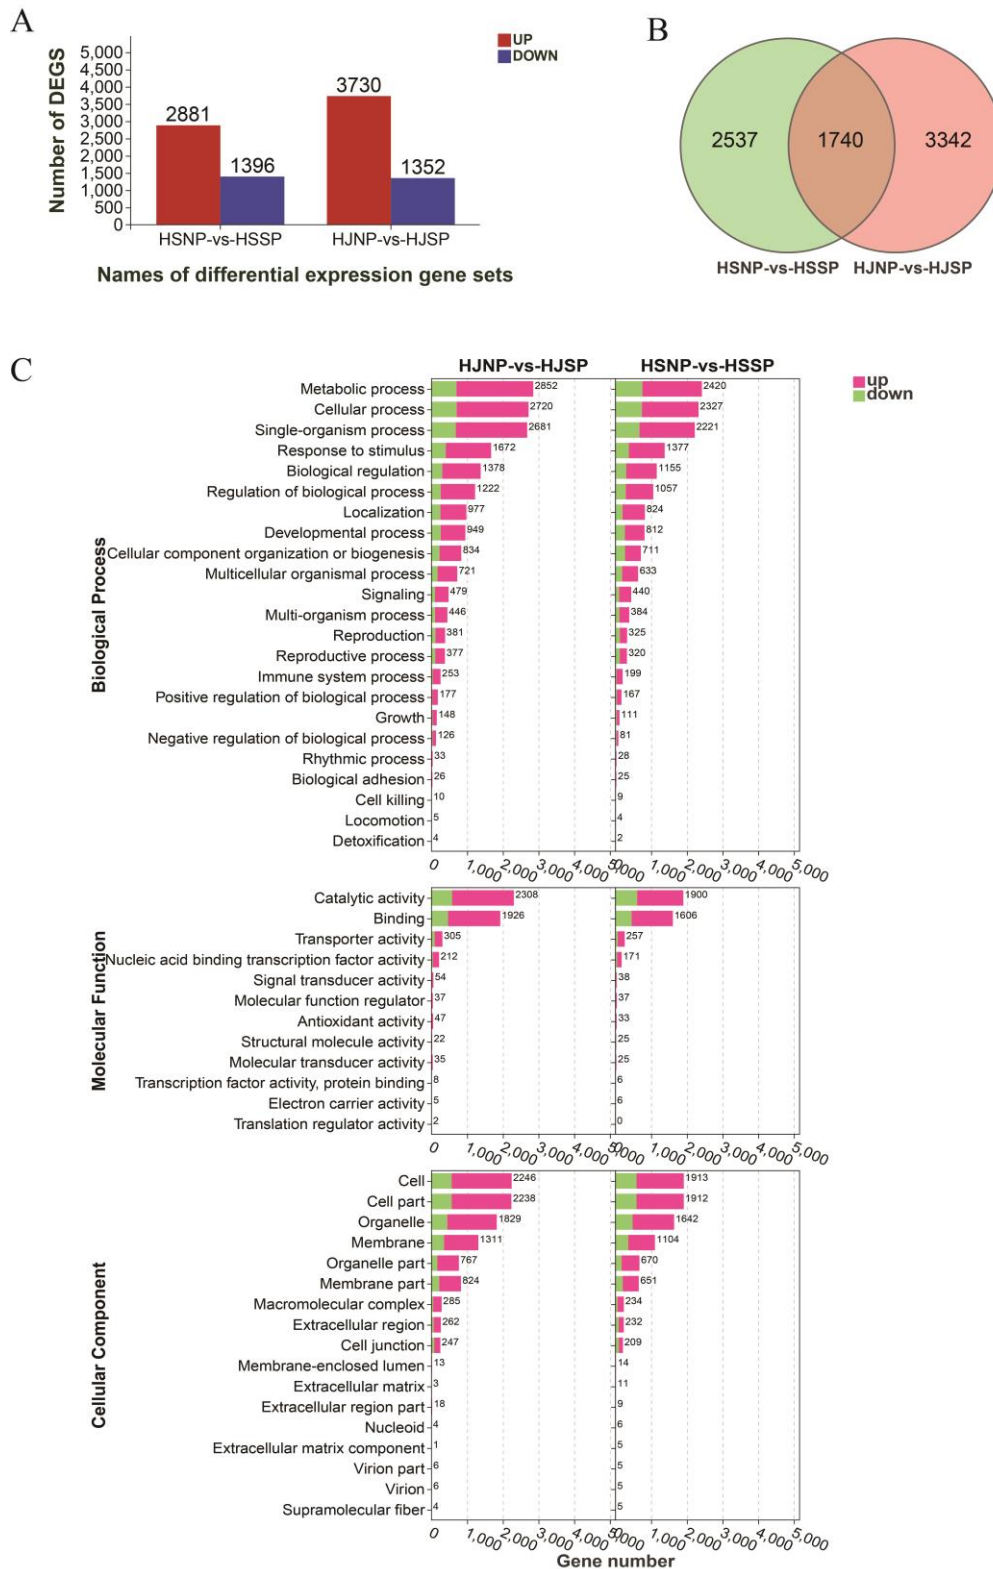 A
UP
DOWN
Number of DEGS
5,000
4,500
4,000
3,500
3,000
2,500
2,000
1,500
1,000
500
0
2881
1396
3730
1352
HSNP-vs-HSSP
HJNP-vs-HJSP
Names of differential expression gene sets
B
2537
1740
3342
HSNP-vs-HSSP
HJNP-vs-HJSP
C
HJNP-vs-HJSP
HSNP-vs-HSSP
up
down
Biological Process
Metabolic process 2852 2420
Cellular process 2720 2327
Single-organism process 2681 2221
Response to stimulus 1672 1377
Biological regulation 1378 1155
Regulation of biological process 1222 1057
Localization 977 824
Developmental process 949 812
Cellular component organization or biogenesis 834 711
Multicellular organismal process 721 633
Signaling 479 440
Multi-organism process 446 384
Reproduction 381 325
Reproductive process 377 320
Immune system process 253 199
Positive regulation of biological process 177 167
Growth 148 111
Negative regulation of biological process 126 81
Rhythmic process 33 28
Biological adhesion 26 25
Cell killing 10 9
Locomotion 5 4
Detoxification 4 2
0 1,000 2,000 3,000 4,000 5,000 0 1,000 2,000 3,000 4,000 5,000
Molecular Function
Catalytic activity 2308 1900
Binding 1926 1606
Transporter activity 305 257
Nucleic acid binding transcription factor activity 212 171
Signal transducer activity 54 38
Molecular function regulator 37 37
Antioxidant activity 47 33
Structural molecule activity 22 25
Molecular transducer activity 35 25
Transcription factor activity, protein binding 8 6
Electron carrier activity 5 6
Translation regulator activity 2 0
0 1,000 2,000 3,000 4,000 5,000 0 1,000 2,000 3,000 4,000 5,000
Cellular Component
Cell 2246 1913
Cell part 2238 1912
Organelle 1829 1642
Membrane 1311 1104
Organelle part 767 670
Membrane part 824 651
Macromolecular complex 285 234
Extracellular region 262 232
Cell junction 247 209
Membrane-enclosed lumen 13 14
Extracellular matrix 3 11
Extracellular region part 18 9
Nucleoid 4 6
Extracellular matrix component 1 5
Virion part 6 5
Virion 6 5
Supramolecular fiber 4 5
0 1,000 2,000 3,000 4,000 5,000 0 1,000 2,000 3,000 4,000 5,000
Gene number